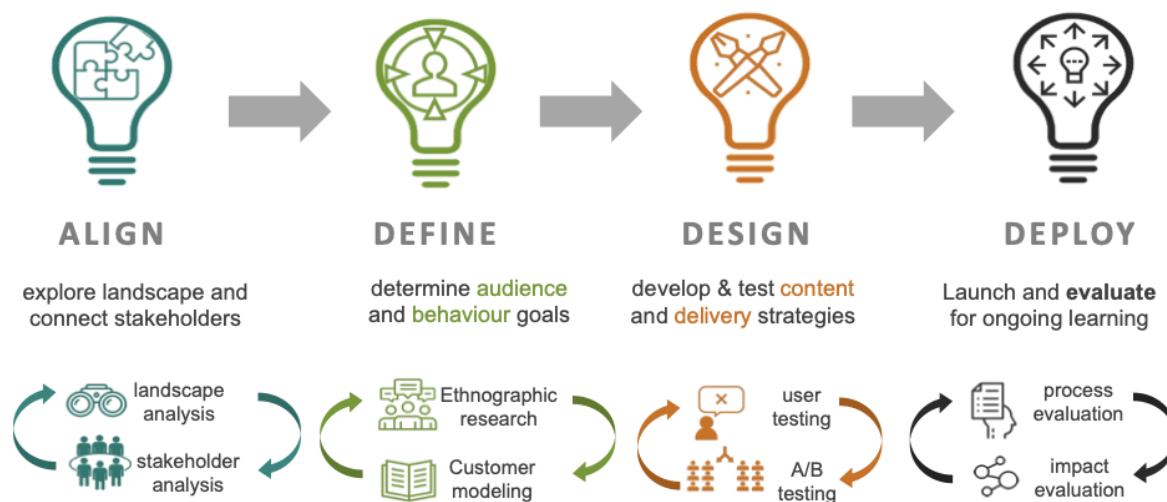 ALIGN
DEFINE
DESIGN
DEPLOY
explore landscape and
connect stakeholders
determine audience
and behaviour goals
develop & test content
and delivery strategies
Launch and evaluate
for ongoing learning
landscape
analysis
stakeholder
analysis
Ethnographic
research
Customer
modeling
user
testing
A/B
testing
process
evaluation
impact
evaluation